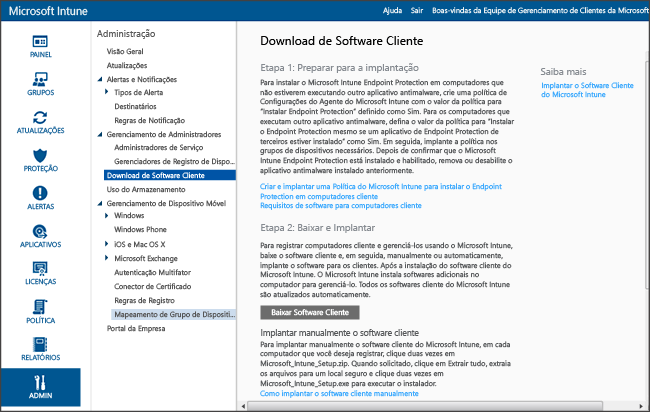 Microsoft Intune
Ajuda Sair Boas-vindas da Equipe de Gerenciamento de Clientes da Microsoft
PAINEL
GRUPOS
ATUALIZAÇÕES
PROTEÇÃO
ALERTAS
APLICATIVOS
LICENÇAS
POLÍTICA
RELATÓRIOS
ADMIN
Administração
Visão Geral
Atualizações
Alertas e Notificações
Tipos de Alerta
Destinatários
Regras de Notificação
Gerenciamento de Administradores
Administradores de Serviço
Gerenciadores de Registro de Dispo...
Download de Software Cliente
Uso do Armazenamento
Gerenciamento de Dispositivo Móvel
Windows
Windows Phone
iOS e Mac OS X
Microsoft Exchange
Autenticação Multifator
Conector de Certificado
Regras de Registro
Mapeamento de Grupo de Dispositi...
Portal da Empresa
Download de Software Cliente
Etapa 1: Preparar para a implantação
Para instalar o Microsoft Intune Endpoint Protection em computadores que
não estiverem executando outro aplicativo antimalware, crie uma política de
Configurações do Agente do Microsoft Intune com o valor da política para
"Instalar Endpoint Protection" definido como Sim. Para os computadores que
executam outro aplicativo antimalware, defina o valor da política para "Instalar
o Endpoint Protection mesmo se um aplicativo de Endpoint Protection de
terceiros estiver instalado" como Sim. Em seguida, implante a política nos
grupos de dispositivos necessários. Depois de confirmar que o Microsoft
Intune Endpoint Protection está instalado e habilitado, remova ou desabilite o
aplicativo antimalware instalado anteriormente.
Criar e implantar uma Política do Microsoft Intune para instalar o Endpoint
Protection em computadores cliente
Requisitos de software para computadores cliente
Etapa 2: Baixar e Implantar
Para registrar computadores cliente e gerenciá-los usando o Microsoft Intune,
baixe o software cliente e, em seguida, manualmente ou automaticamente,
implante o software para os clientes. Após a instalação do software cliente do
Microsoft Intune. O Microsoft Intune instala softwares adicionais no
computador para gerenciá-lo. Todos os softwares cliente do Microsoft Intune
são atualizados automaticamente.
Baixar Software Cliente
Implantar manualmente o software cliente
Para implantar manualmente o software cliente do Microsoft Intune, em cada
computador que você deseja registrar, clique duas vezes em
Microsoft_Intune_Setup.zip. Quando solicitado, clique em Extrair tudo, extraia
os arquivos para um local seguro e clique duas vezes em
Microsoft_Intune_Setup.exe para executar o instalador.
Como implantar o software cliente manualmente
Saiba mais
Implantar o Software Cliente
do Microsoft Intune